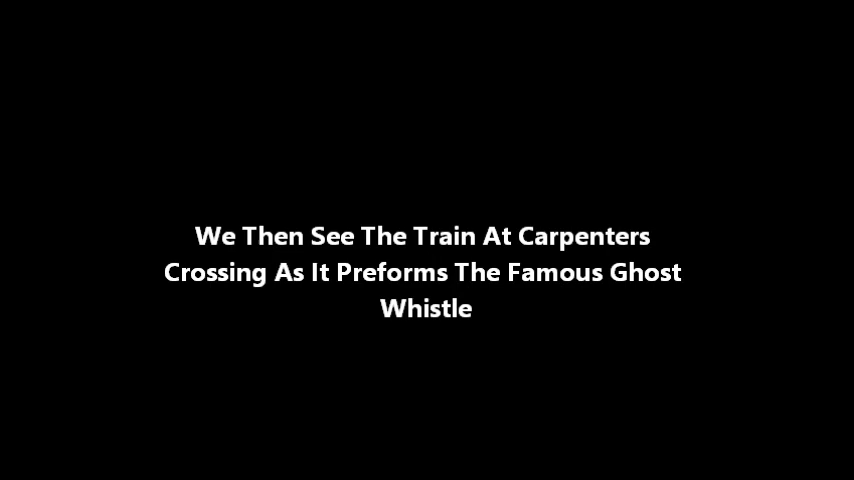 We Then See The Train At Carpenters
Crossing As It Preforms The Famous Ghost
Whistle